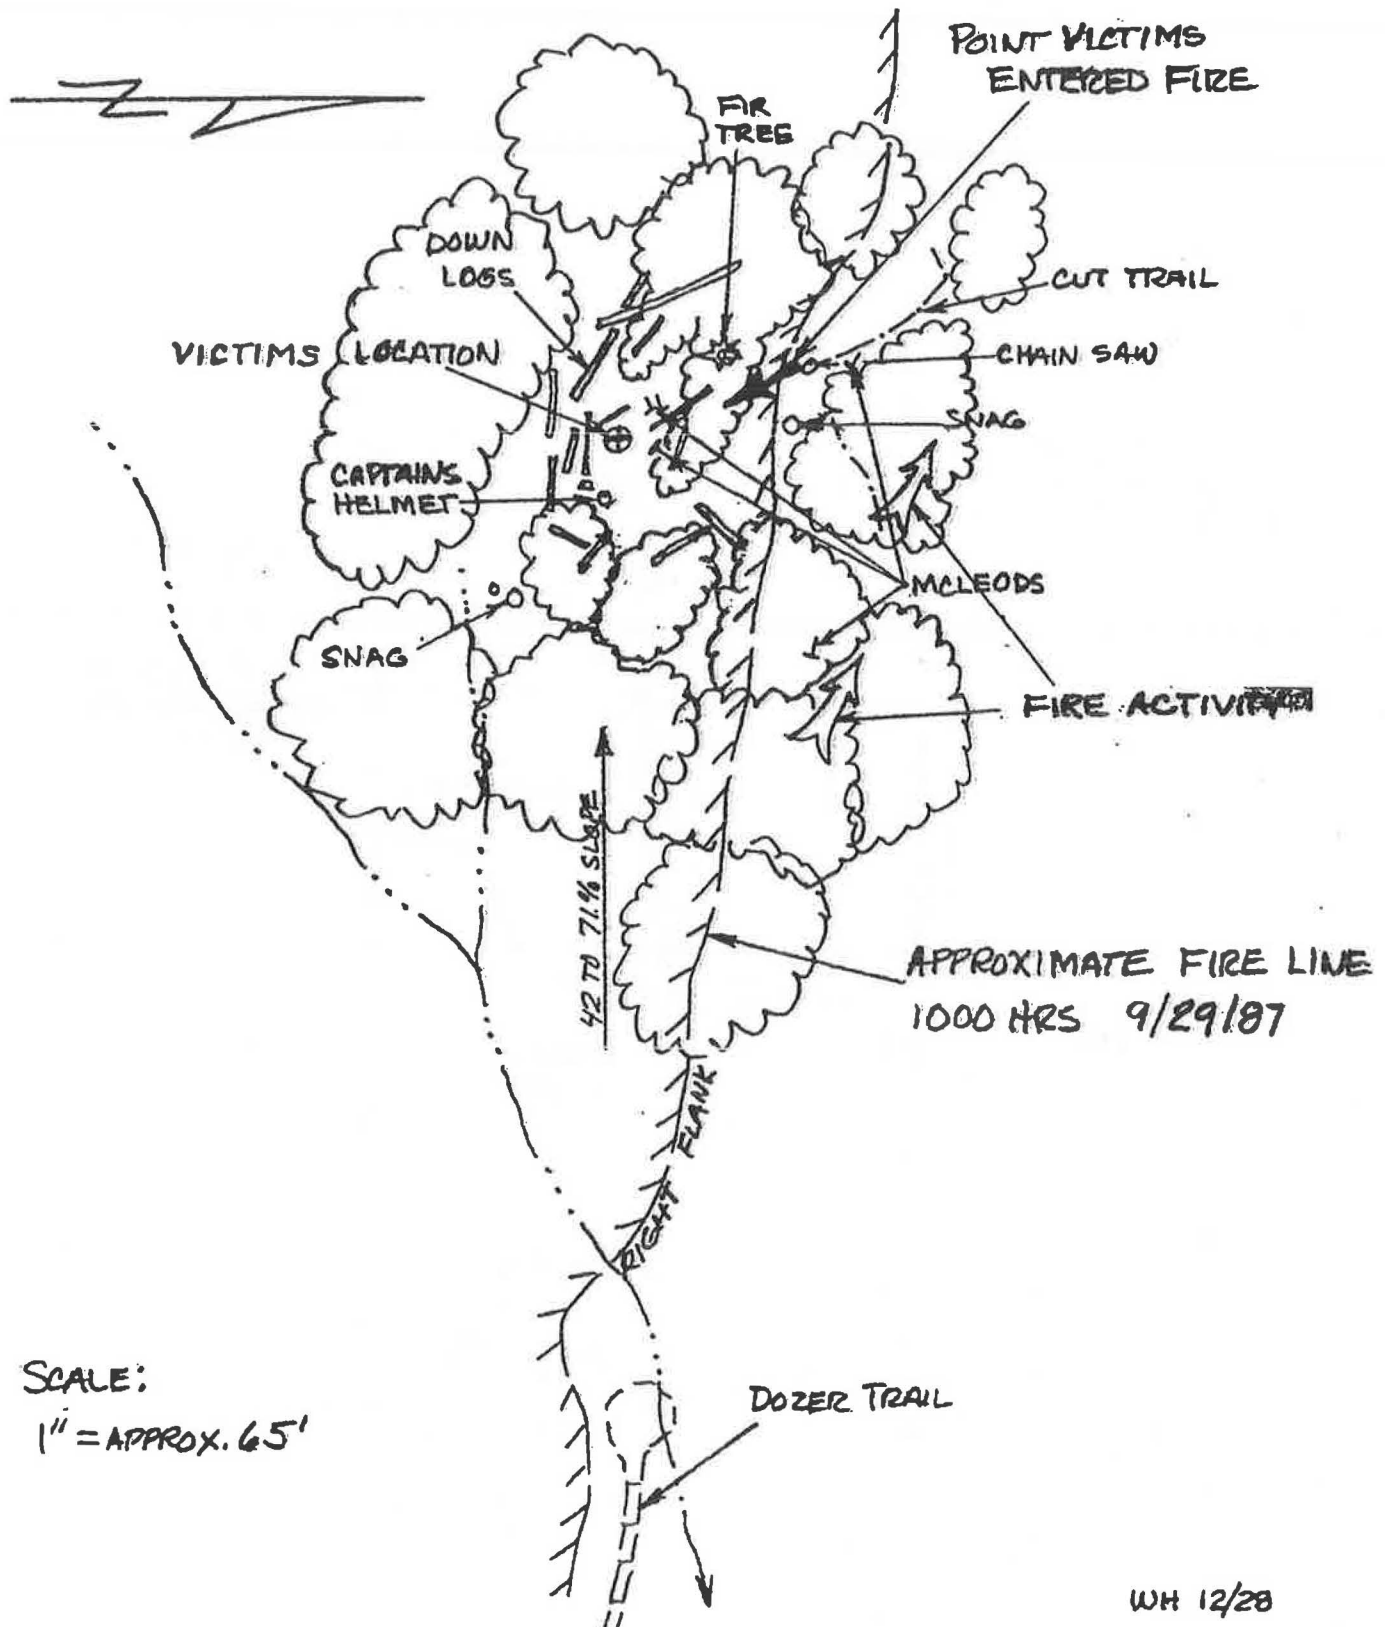 POINT VICTIMS
ENTERED FIRE
FIR
TREE
DOWN
LOGS
CUT TRAIL
VICTIMS LOCATION
CHAIN SAW
SNAG
CAPTAINS
HELMET
MCLEODS
SNAG
FIRE ACTIVITY
42 TO 71% SLOPE
APPROXIMATE FIRE LINE
1000 HRS 9/29/87
RIGHT FLANK
SCALE:
1" = APPROX. 65'
DOZER TRAIL
WH 12/28